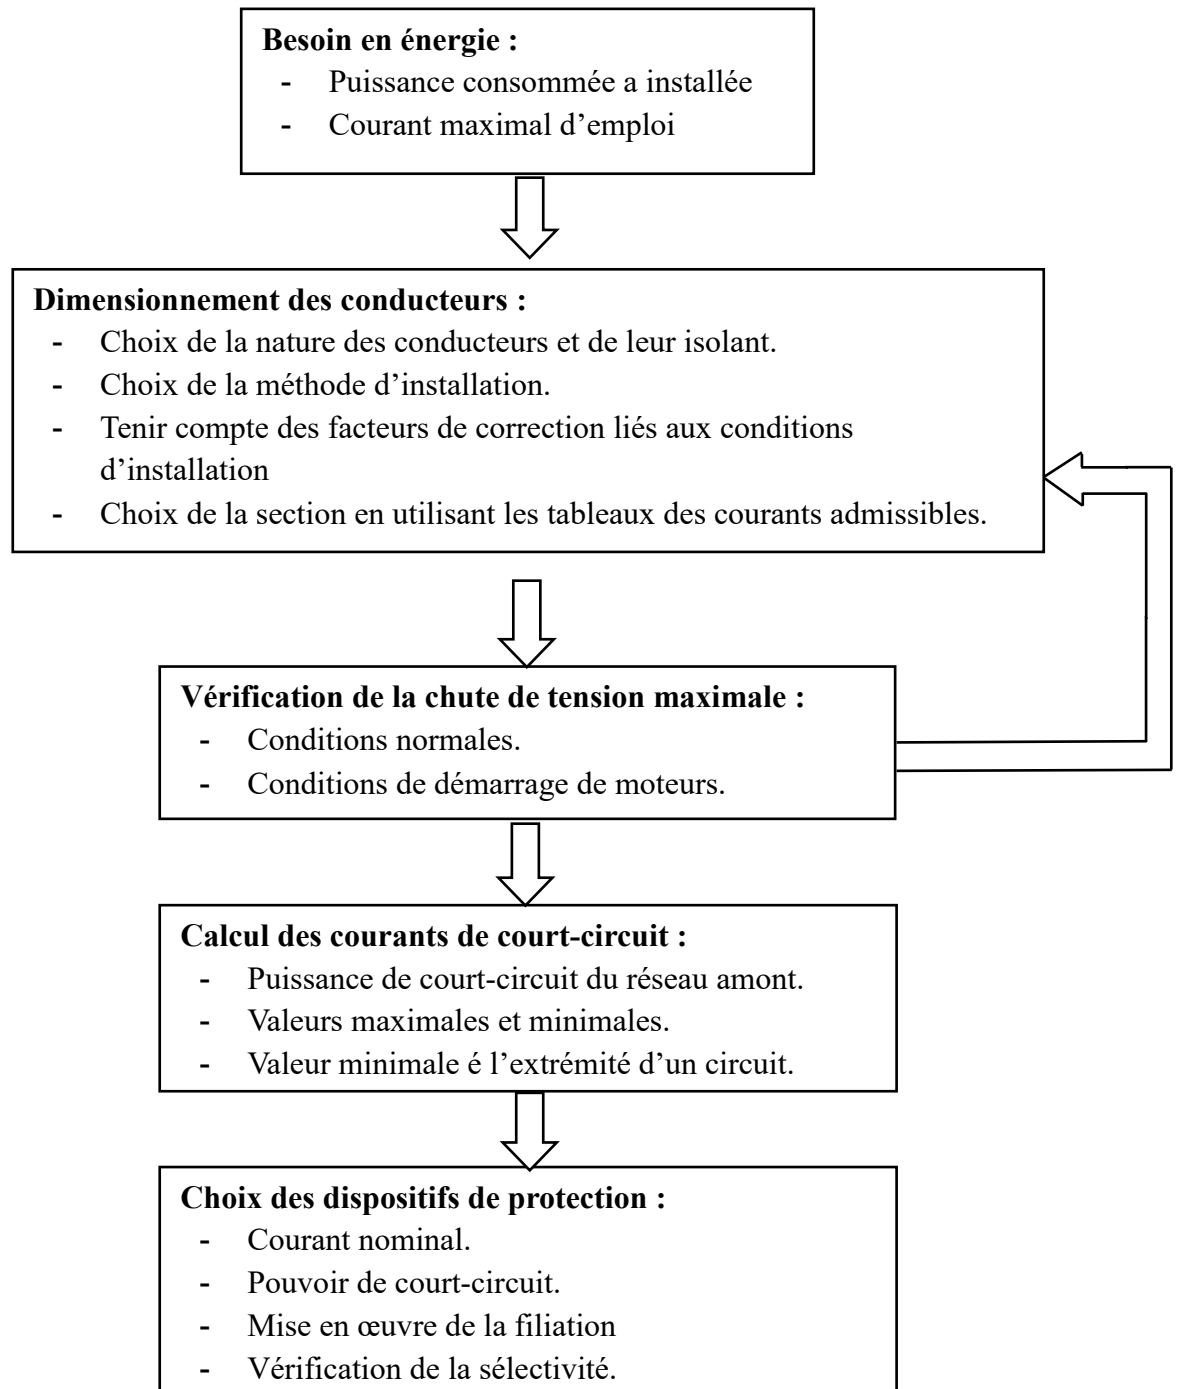 Besoin en énergie :
- Puissance consommée a installée
- Courant maximal d’emploi
Dimensionnement des conducteurs :
- Choix de la nature des conducteurs et de leur isolant.
- Choix de la méthode d’installation.
- Tenir compte des facteurs de correction liés aux conditions
d’installation
- Choix de la section en utilisant les tableaux des courants admissibles.
Vérification de la chute de tension maximale :
- Conditions normales.
- Conditions de démarrage de moteurs.
Calcul des courants de court-circuit :
- Puissance de court-circuit du réseau amont.
- Valeurs maximales et minimales.
- Valeur minimale é l’extrémité d’un circuit.
Choix des dispositifs de protection :
- Courant nominal.
- Pouvoir de court-circuit.
- Mise en œuvre de la filiation
- Vérification de la sélectivité.